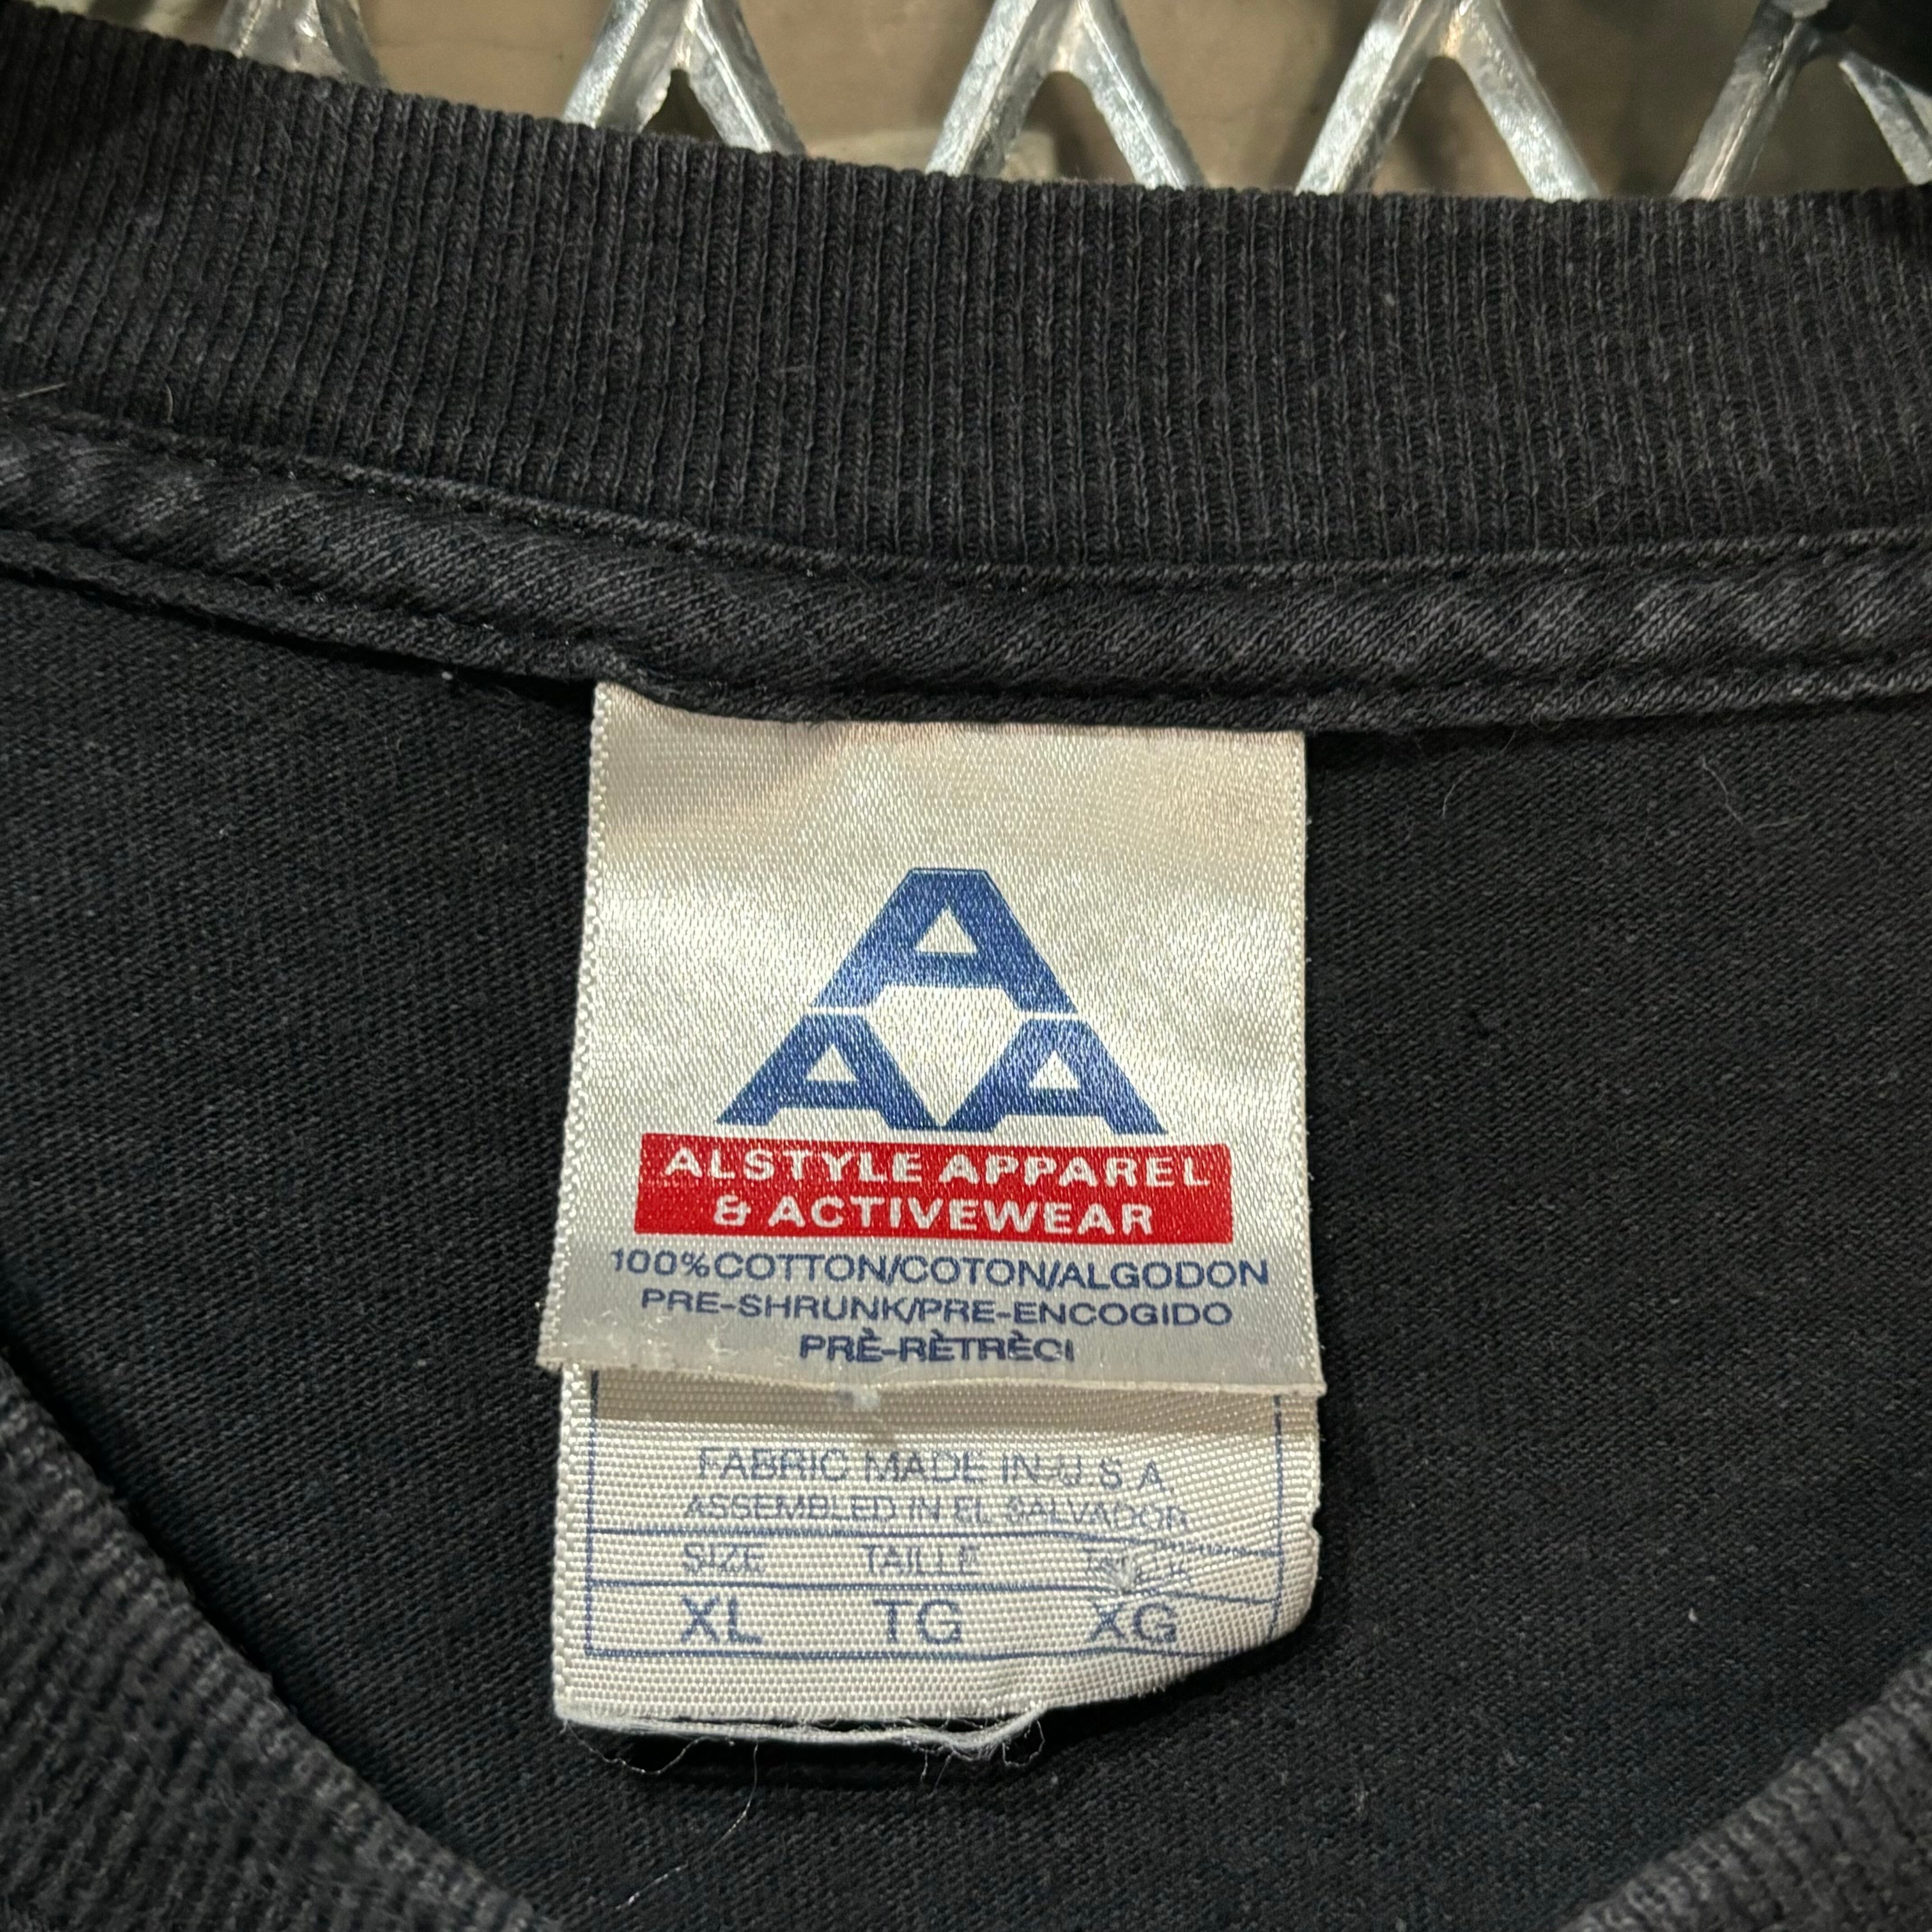 A
AA
ALSTYLE APPAREL
& ACTIVEWEAR
100%COTTON/COTON/ALGODON
PRE-SHRUNK/PRE-ENCOGIDO
PRÈ-RÈTRÈCI
FABRIC MADE IN U.S.A.
ASSEMBLED IN EL SALVADOR
SIZE TAILLE
XL TG XG